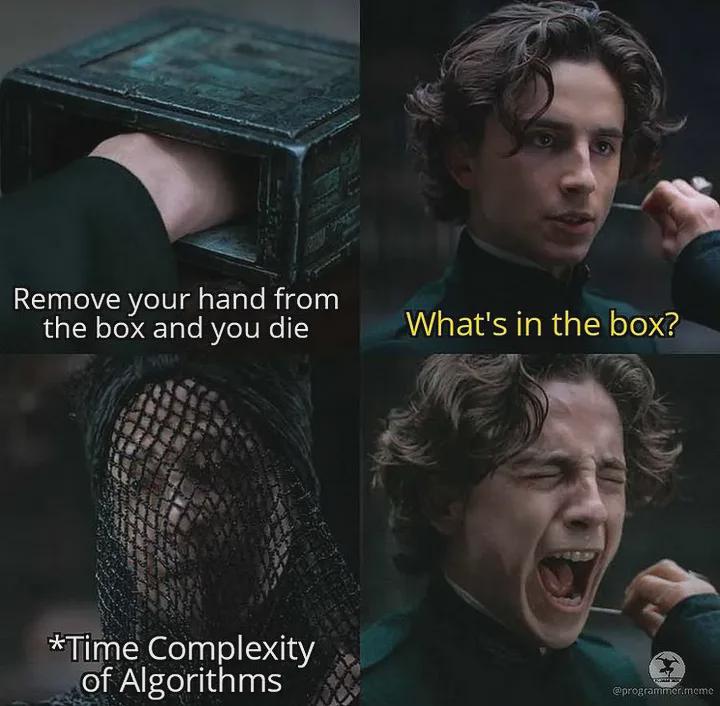 Remove your hand from
the box and you die
What's in the box?
*Time Complexity
of Algorithms
@programmer.meme